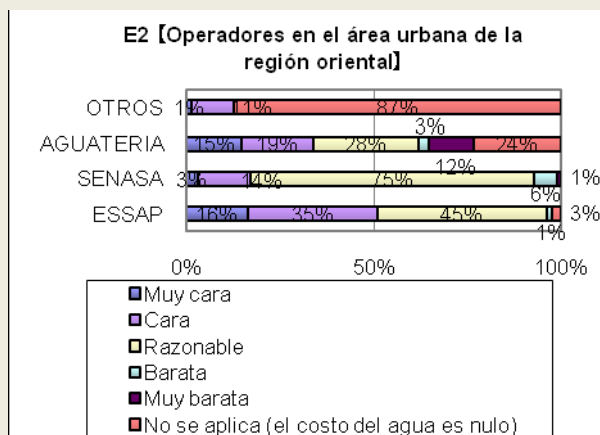 E2 【Operadores en el área urbana de la
región oriental】
OTROS 1% 11% 87%
3%
AGUATERIA 15% 19% 28% 24%
12%
SENASA 3% 14% 75% 1%
6%
ESSAP 16% 35% 45% 3%
1%
0% 50% 100%
Muy cara
Cara
Razonable
Barata
Muy barata
No se aplica (el costo del agua es nulo)